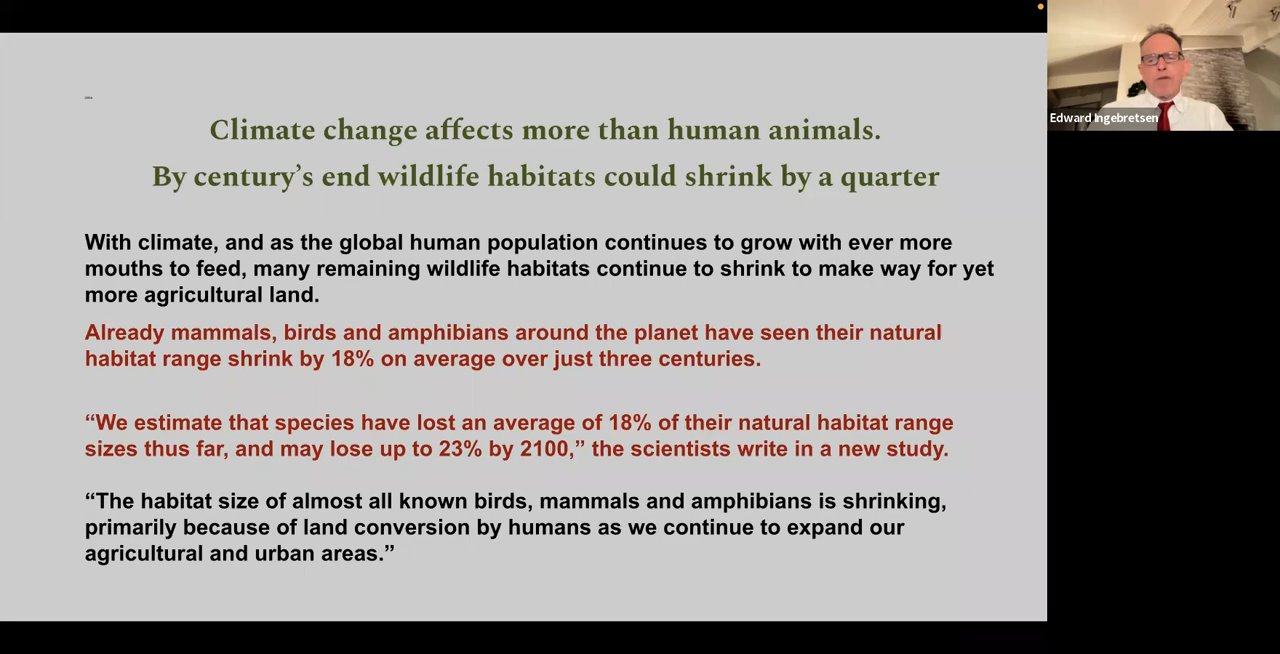 Climate change affects more than human animals.
By century’s end wildlife habitats could shrink by a quarter
With climate, and as the global human population continues to grow with ever more
mouths to feed, many remaining wildlife habitats continue to shrink to make way for yet
more agricultural land.
Already mammals, birds and amphibians around the planet have seen their natural
habitat range shrink by 18% on average over just three centuries.
“We estimate that species have lost an average of 18% of their natural habitat range
sizes thus far, and may lose up to 23% by 2100,” the scientists write in a new study.
“The habitat size of almost all known birds, mammals and amphibians is shrinking,
primarily because of land conversion by humans as we continue to expand our
agricultural and urban areas.”
Edward Ingebretsen